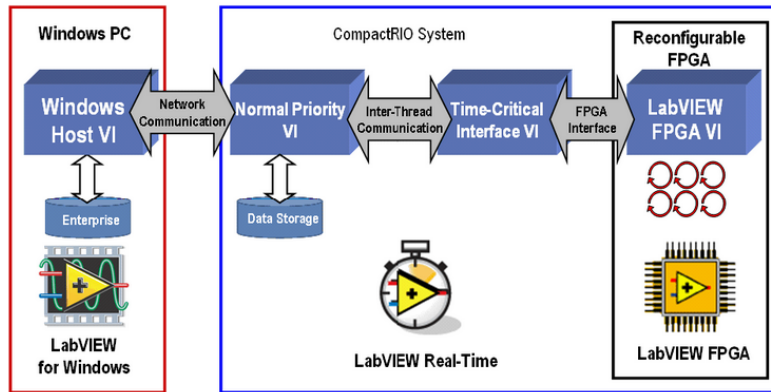 Windows PC
CompactRIO System
Reconfigurable
FPGA
Windows
Host VI
Network
Communication
Normal Priority
VI
Inter-Thread
Communication
Time-Critical
Interface VI
FPGA
Interface
LabVIEW
FPGA VI
Enterprise
Data Storage
LabVIEW
for Windows
LabVIEW Real-Time
LabVIEW FPGA